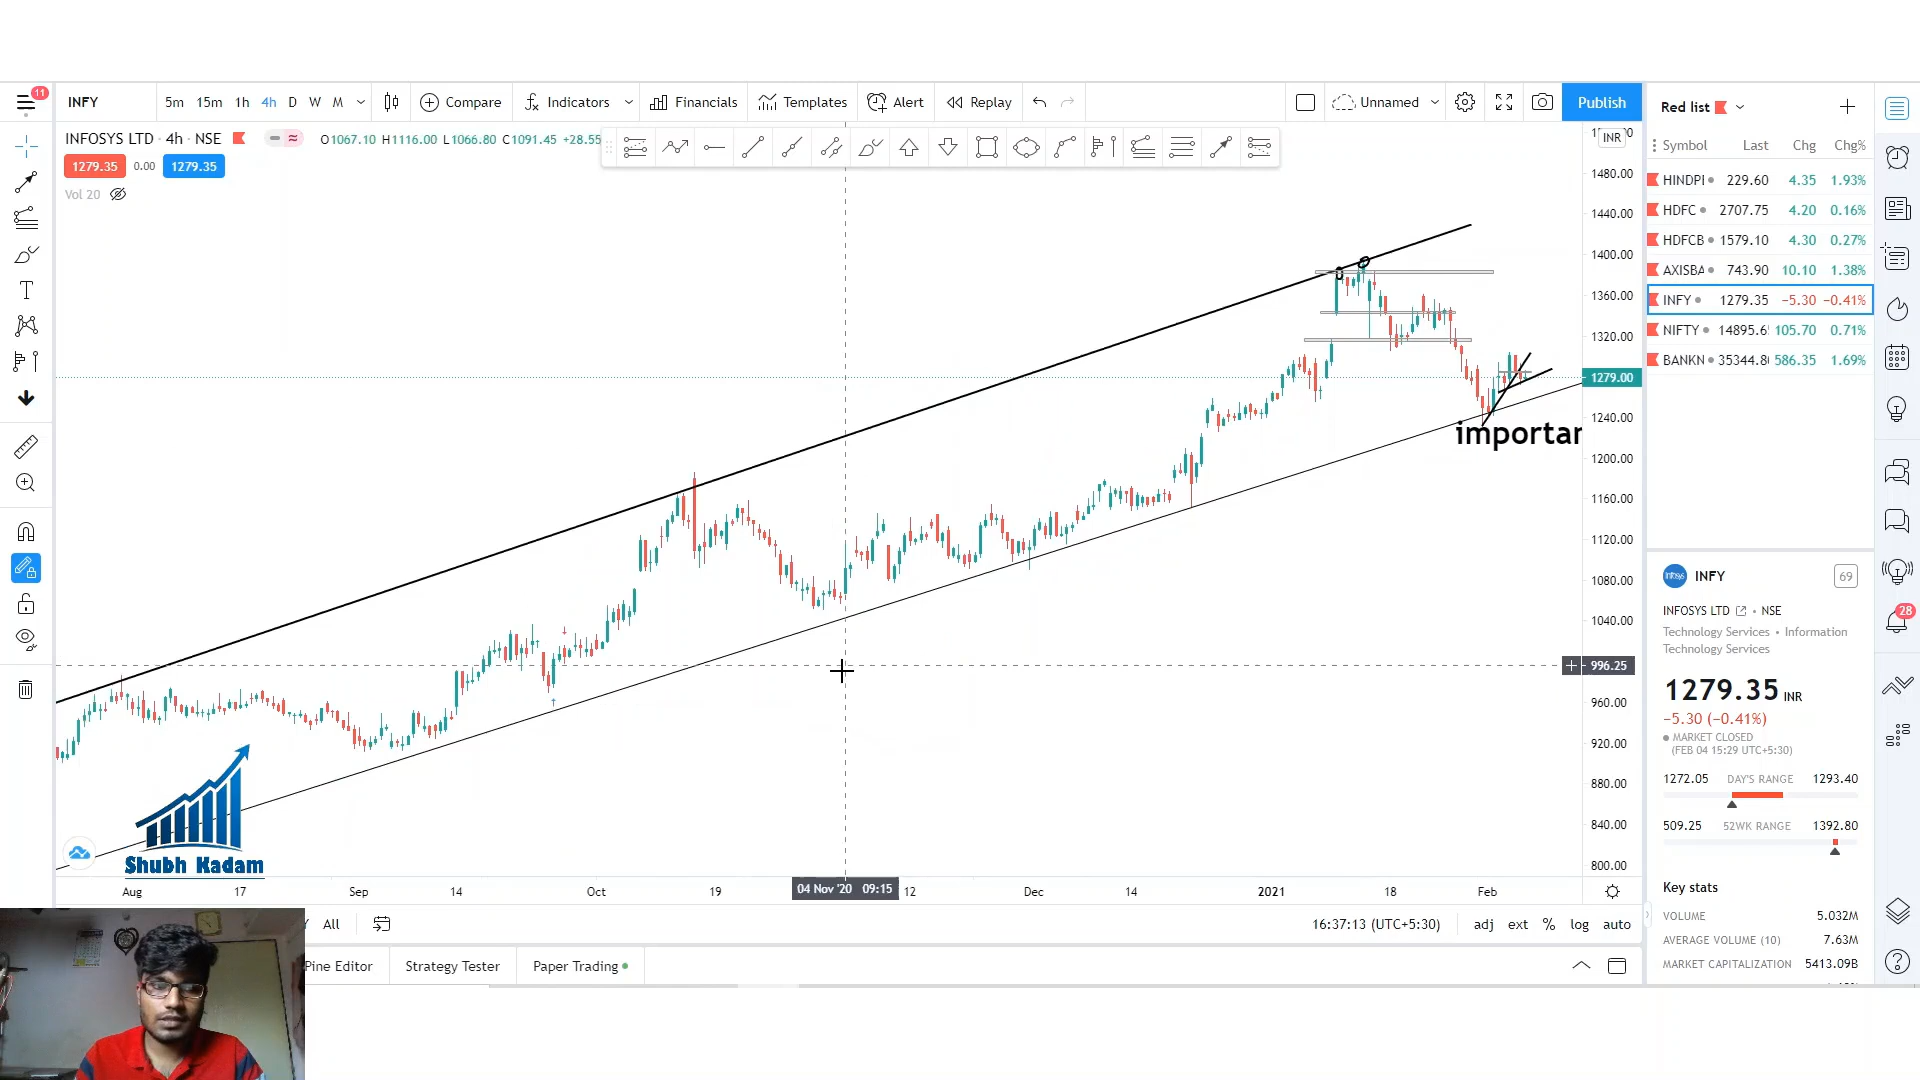 11
INFY
5m 15m 1h 4h D W M
Compare
Indicators
Financials
Templates
Alert
Replay
Unnamed
Publish
INFOSYS LTD · 4h · NSE
O1067.10 H1116.00 L1066.80 C1091.45 +28.55
1279.35 0.00 1279.35
Vol 20
INR
1480.00
1440.00
1400.00
1360.00
1320.00
1279.00
1240.00
1200.00
1160.00
1120.00
1080.00
1040.00
996.25
960.00
920.00
880.00
840.00
800.00
importan
Shubh Kadam
Aug 17 Sep 14 Oct 19 04 Nov '20 09:15 12 Dec 14 2021 18 Feb
All
16:37:13 (UTC+5:30) adj ext % log auto
Pine Editor Strategy Tester Paper Trading
Red list
Symbol Last Chg Chg%
HINDPI 229.60 4.35 1.93%
HDFC 2707.75 4.20 0.16%
HDFCB 1579.10 4.30 0.27%
AXISBA 743.90 10.10 1.38%
INFY 1279.35 −5.30 −0.41%
NIFTY 14895.6 105.70 0.71%
BANKN 35344.8 586.35 1.69%
INFY 69
INFOSYS LTD • NSE
Technology Services • Information
Technology Services
1279.35 INR
−5.30 (−0.41%)
MARKET CLOSED
(FEB 04 15:29 UTC+5:30)
1272.05 DAY'S RANGE 1293.40
509.25 52WK RANGE 1392.80
Key stats
VOLUME 5.032M
AVERAGE VOLUME (10) 7.63M
MARKET CAPITALIZATION 5413.09B
28